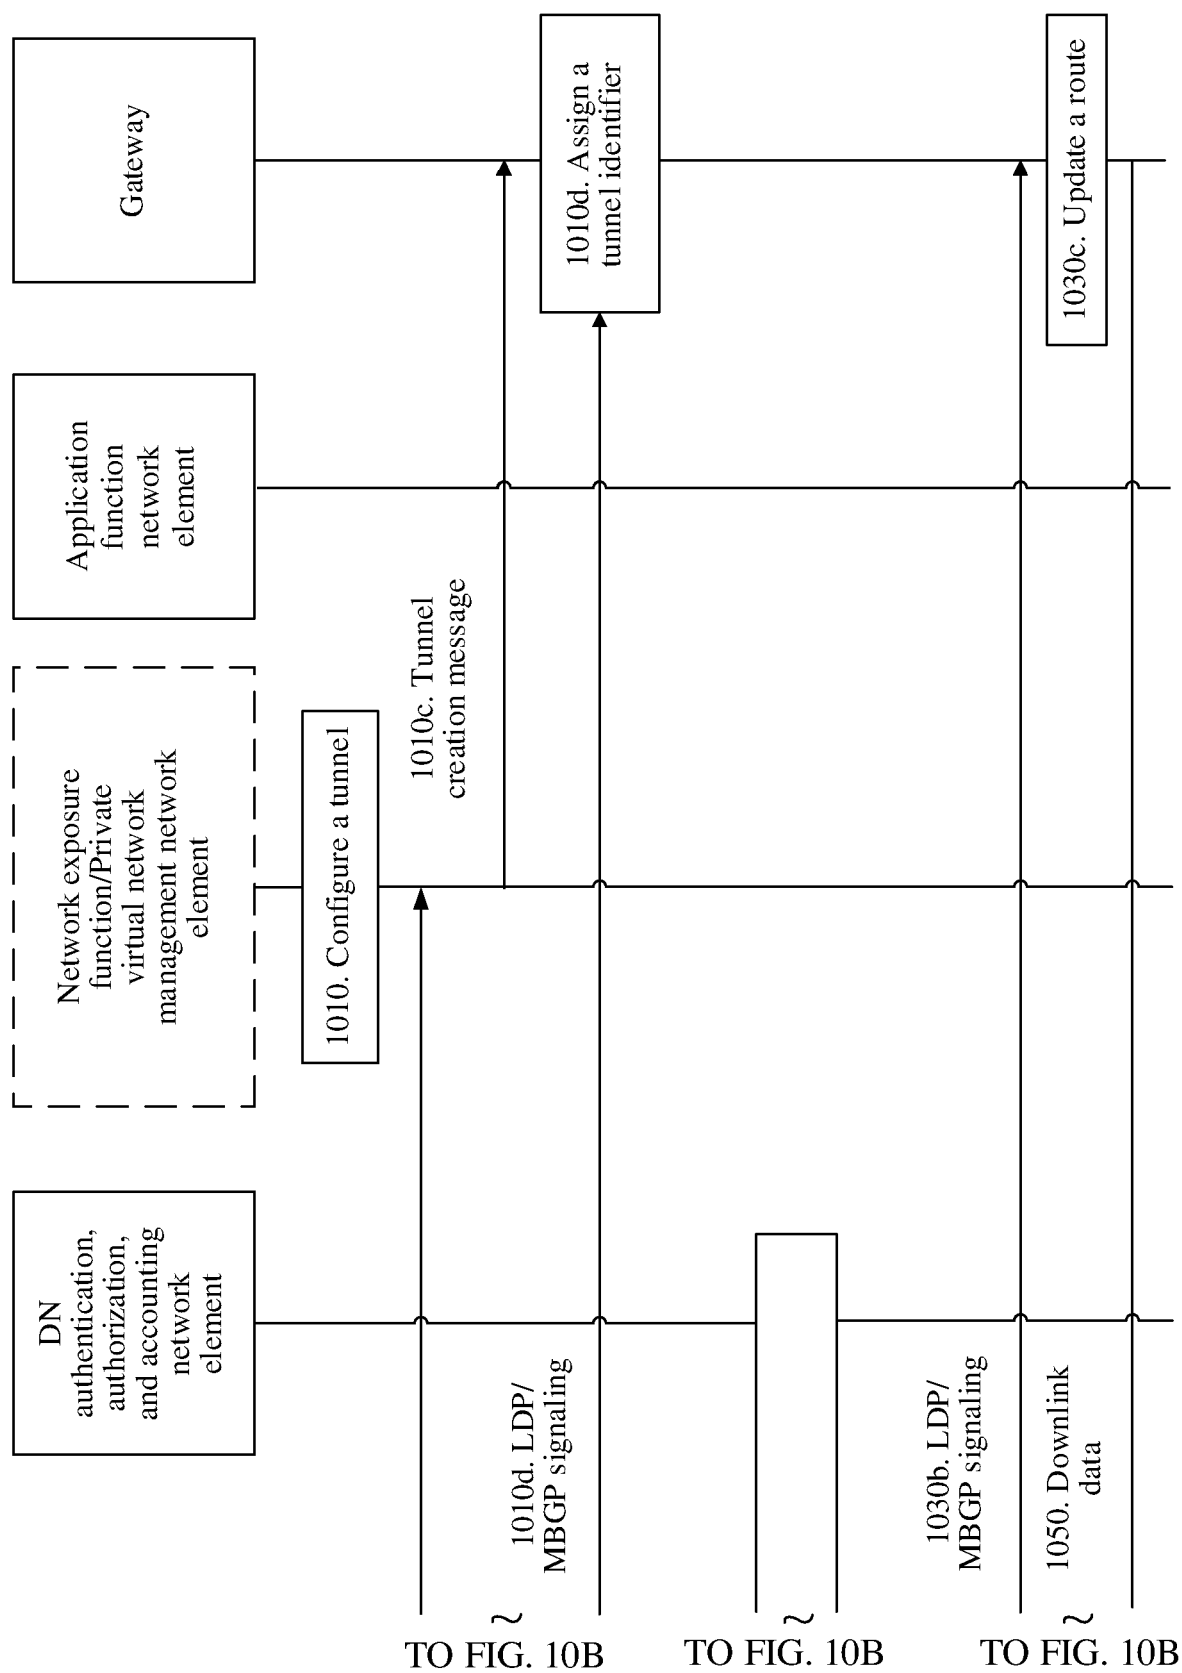 DN
authentication,
authorization,
and accounting
network
element
Network exposure
function/Private
virtual network
management network
element
Application
function
network
element
Gateway
1010. Configure a tunnel
1010c. Tunnel
creation message
1010d. LDP/
MBGP signaling
1010d. Assign a
tunnel identifier
1030b. LDP/
MBGP signaling
1030c. Update a route
1050. Downlink
data
TO FIG. 10B
TO FIG. 10B
TO FIG. 10B